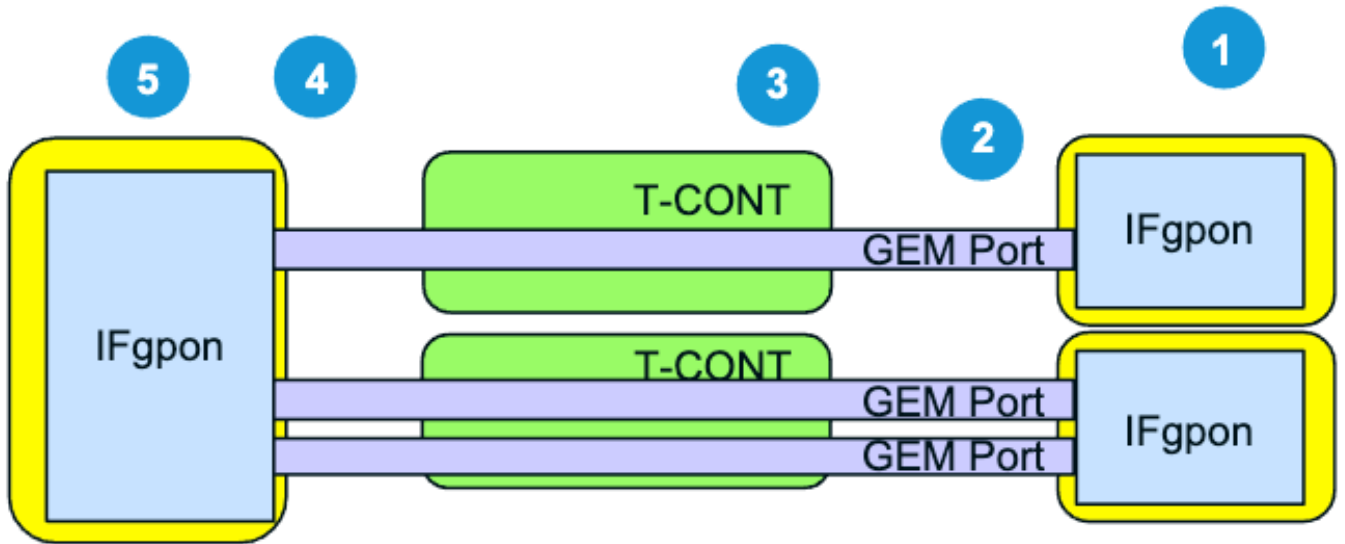 1
5
4
3
2
T-CONT
IFgpon
GEM Port
IFgpon
T-CONT
GEM Port
IFgpon
GEM Port